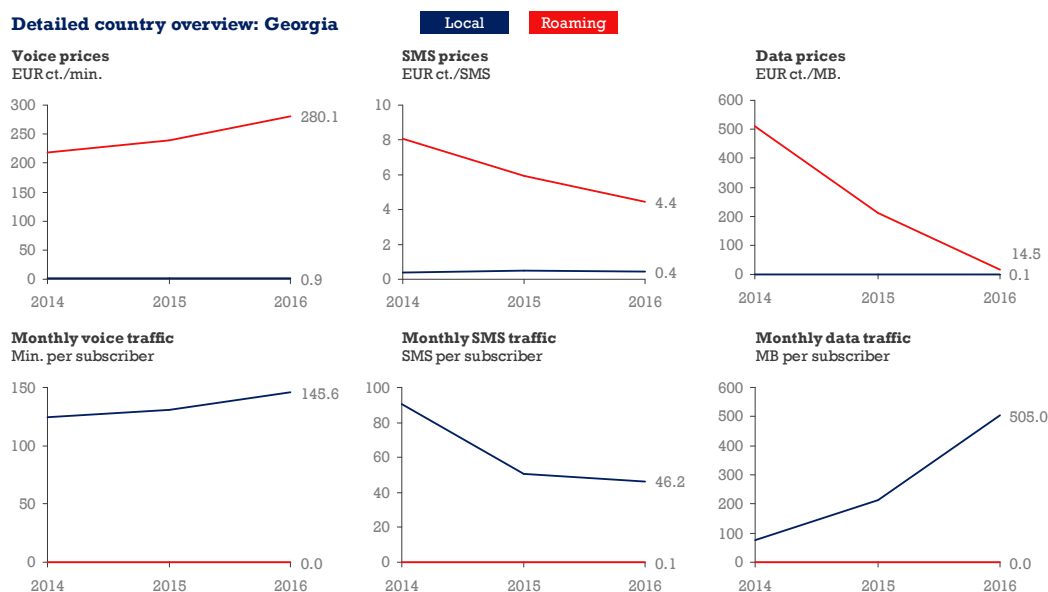 Detailed country overview: Georgia
Local
Roaming
Voice prices
EUR ct./min.
300
250
200
150
100
50
0
280.1
0.9
2014 2015 2016
SMS prices
EUR ct./SMS
10
8
6
4
2
0
4.4
0.4
2014 2015 2016
Data prices
EUR ct./MB.
600
500
400
300
200
100
0
14.5
0.1
2014 2015 2016
Monthly voice traffic
Min. per subscriber
150
100
50
0
145.6
0.0
2014 2015 2016
Monthly SMS traffic
SMS per subscriber
100
80
60
40
20
0
46.2
0.1
2014 2015 2016
Monthly data traffic
MB per subscriber
600
500
400
300
200
100
0
505.0
0.0
2014 2015 2016